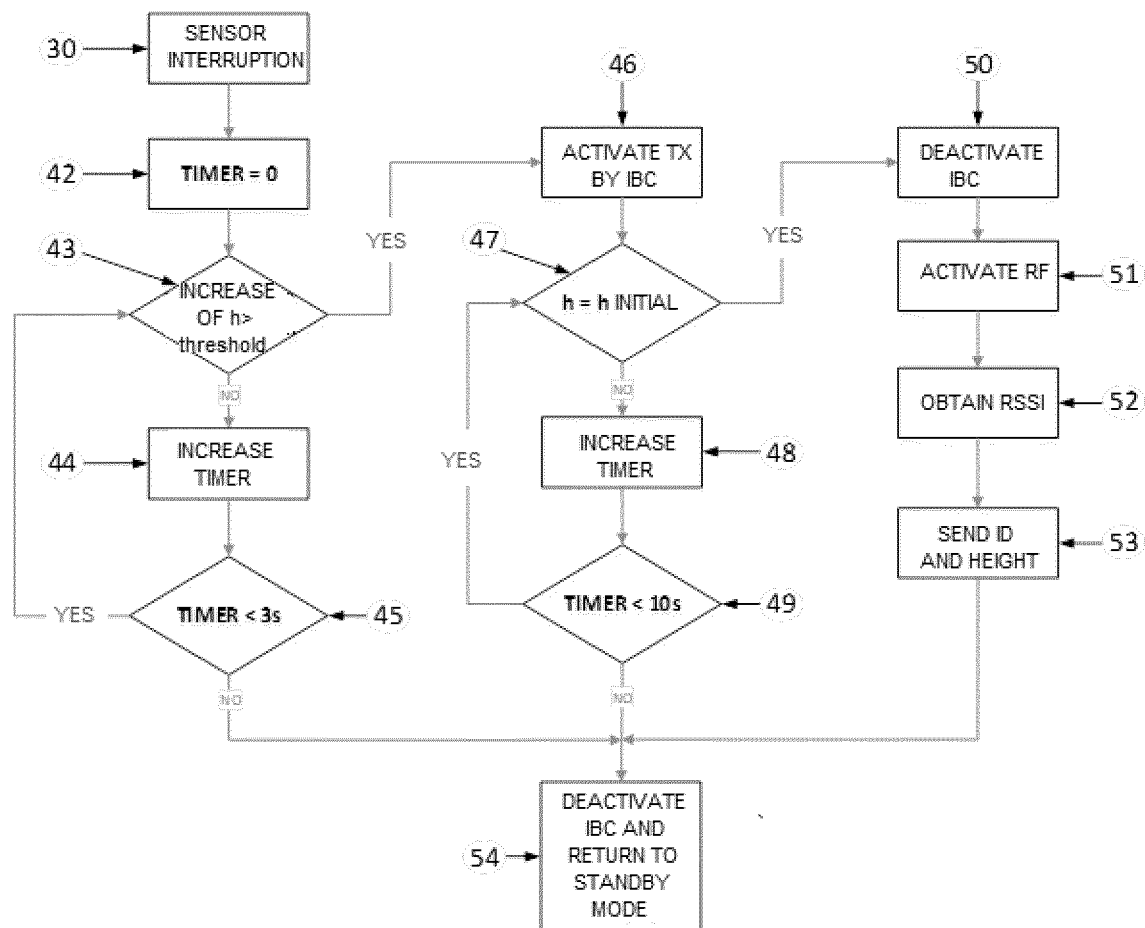 30
SENSOR
INTERRUPTION
42
TIMER = 0
43
INCREASE
OF h>
threshold
YES
NO
44
INCREASE
TIMER
45
TIMER < 3s
YES
NO
46
ACTIVATE TX
BY IBC
47
h = h INITIAL
YES
NO
48
INCREASE
TIMER
YES
49
TIMER < 10s
NO
50
DEACTIVATE
IBC
51
ACTIVATE RF
52
OBTAIN RSSI
53
SEND ID
AND HEIGHT
54
DEACTIVATE
IBC AND
RETURN TO
STANDBY
MODE